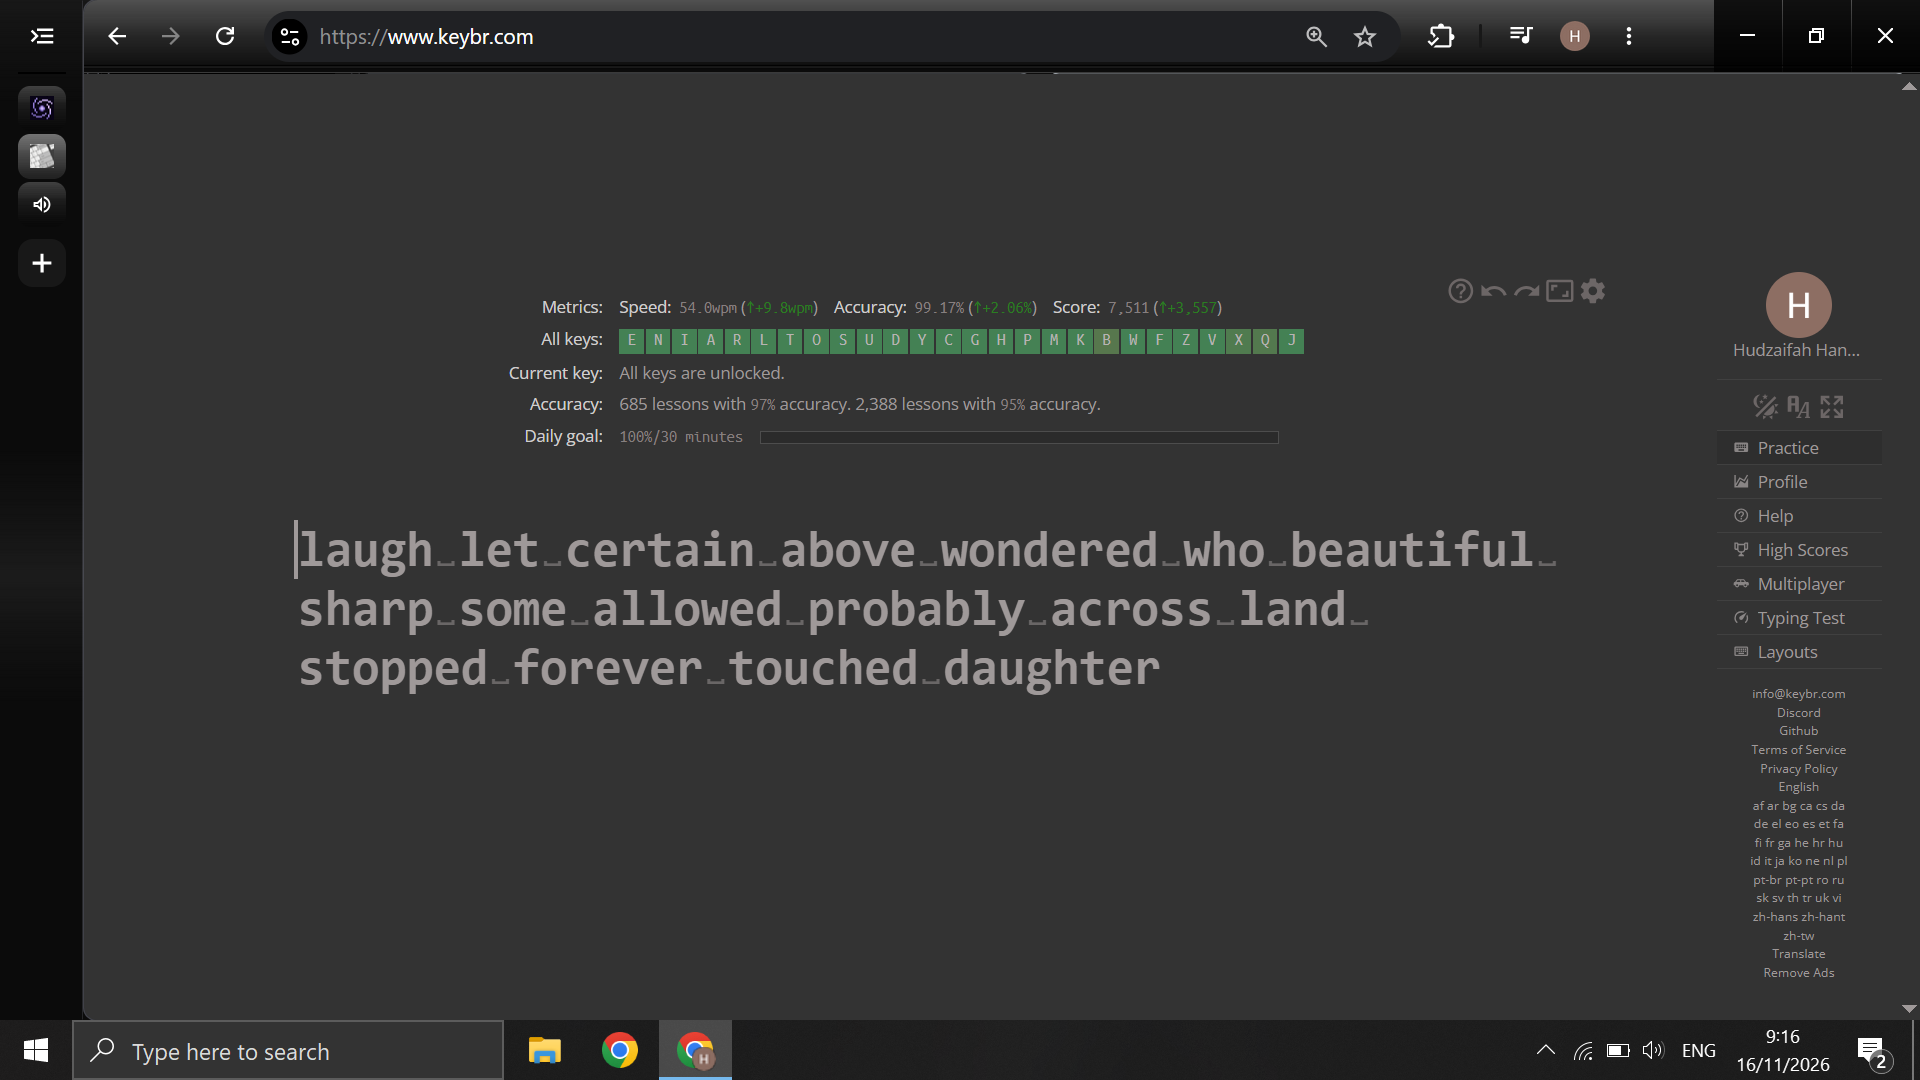 https://www.keybr.com
H
Metrics: Speed: 54.0wpm (↑+9.8wpm) Accuracy: 99.17% (↑+2.06%) Score: 7,511 (↑+3,557)
All keys: E N I A R L T O S U D Y C G H P M K B W F Z V X Q J
Current key: All keys are unlocked.
Accuracy: 685 lessons with 97% accuracy. 2,388 lessons with 95% accuracy.
Daily goal: 100%/30 minutes
laugh␣let␣certain␣above␣wondered␣who␣beautiful␣
sharp␣some␣allowed␣probably␣across␣land␣
stopped␣forever␣touched␣daughter
H
Hudzaifah Han...
Practice
Profile
Help
High Scores
Multiplayer
Typing Test
Layouts
info@keybr.com
Discord
Github
Terms of Service
Privacy Policy
English
af ar bg ca cs da
de el eo es et fa
fi fr ga he hr hu
id it ja ko ne nl pl
pt-br pt-pt ro ru
sk sv th tr uk vi
zh-hans zh-hant
zh-tw
Translate
Remove Ads
Type here to search
H
ENG
9:16
16/11/2026
2